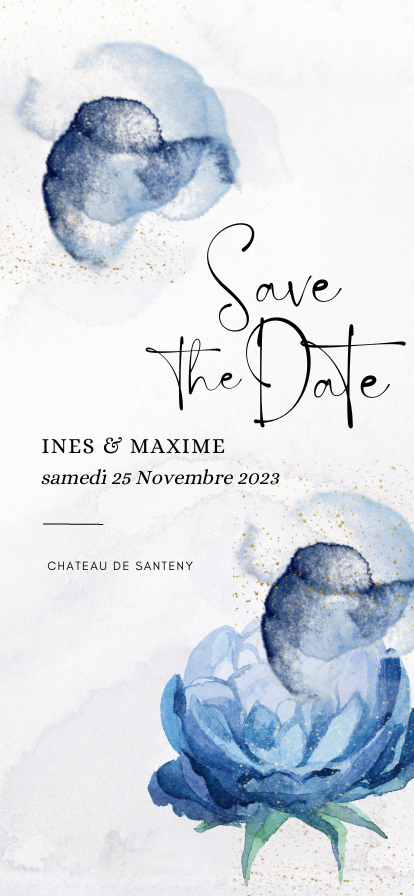 Save
the Date
INES & MAXIME
samedi 25 Novembre 2023
CHATEAU DE SANTENY